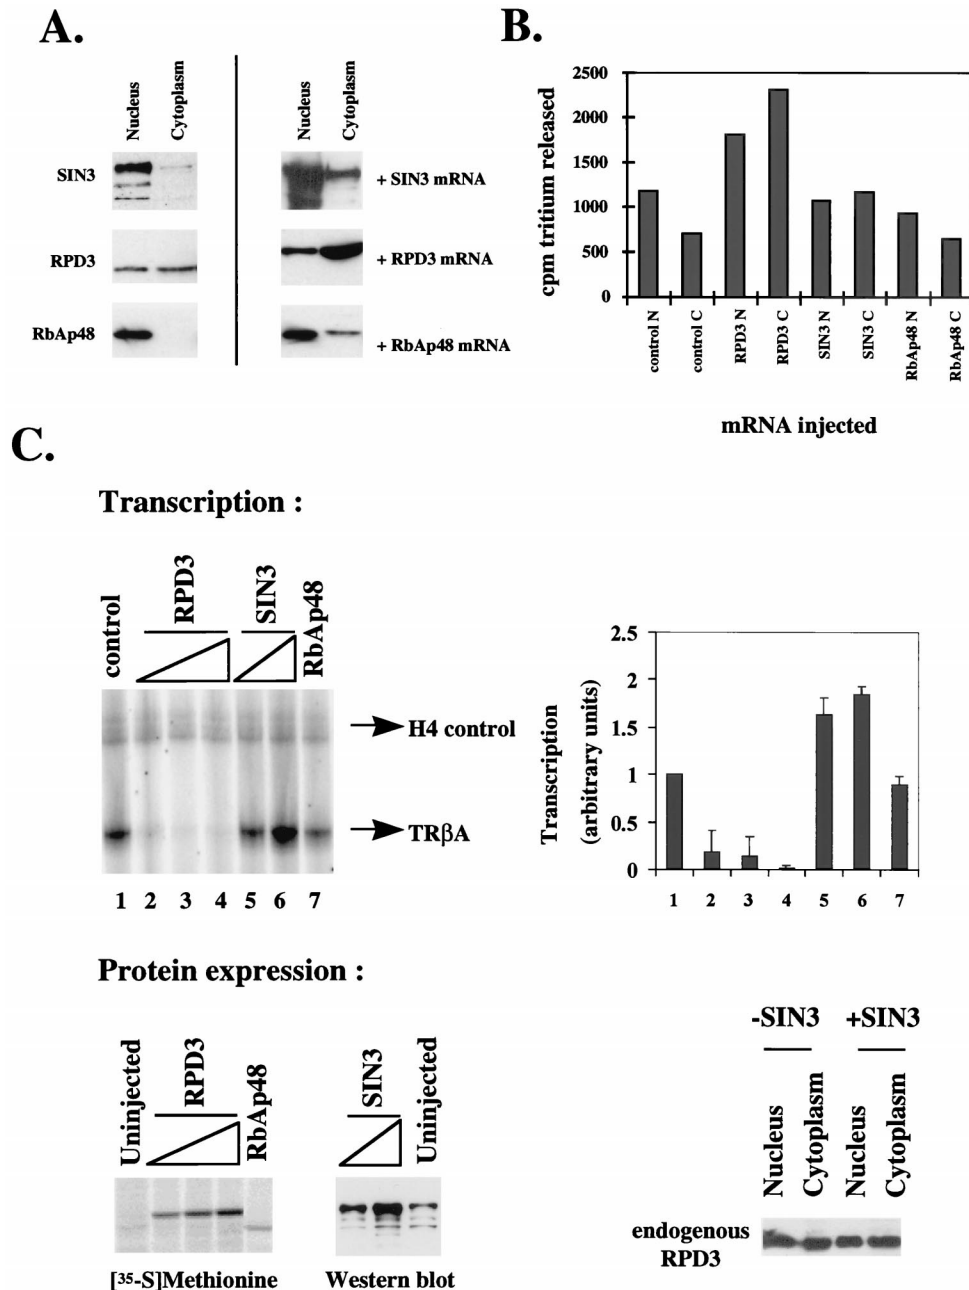 A.
Nucleus
Cytoplasm
Nucleus
Cytoplasm
SIN3
+ SIN3 mRNA
RPD3
+ RPD3 mRNA
RbAp48
+ RbAp48 mRNA
B.
cpm tritium released
2500
2000
1500
1000
500
0
control N
control C
RPD3 N
RPD3 C
SIN3 N
SIN3 C
RbAp48 N
RbAp48 C
mRNA injected
C.
Transcription :
control
RPD3
SIN3
RbAp48
H4 control
TRβA
1 2 3 4 5 6 7
Transcription
(arbitrary units)
2.5
2
1.5
1
0.5
0
1 2 3 4 5 6 7
Protein expression :
Uninjected
RPD3
RbAp48
[35-S]Methionine
SIN3
Uninjected
Western blot
-SIN3 +SIN3
Nucleus
Cytoplasm
Nucleus
Cytoplasm
endogenous
RPD3